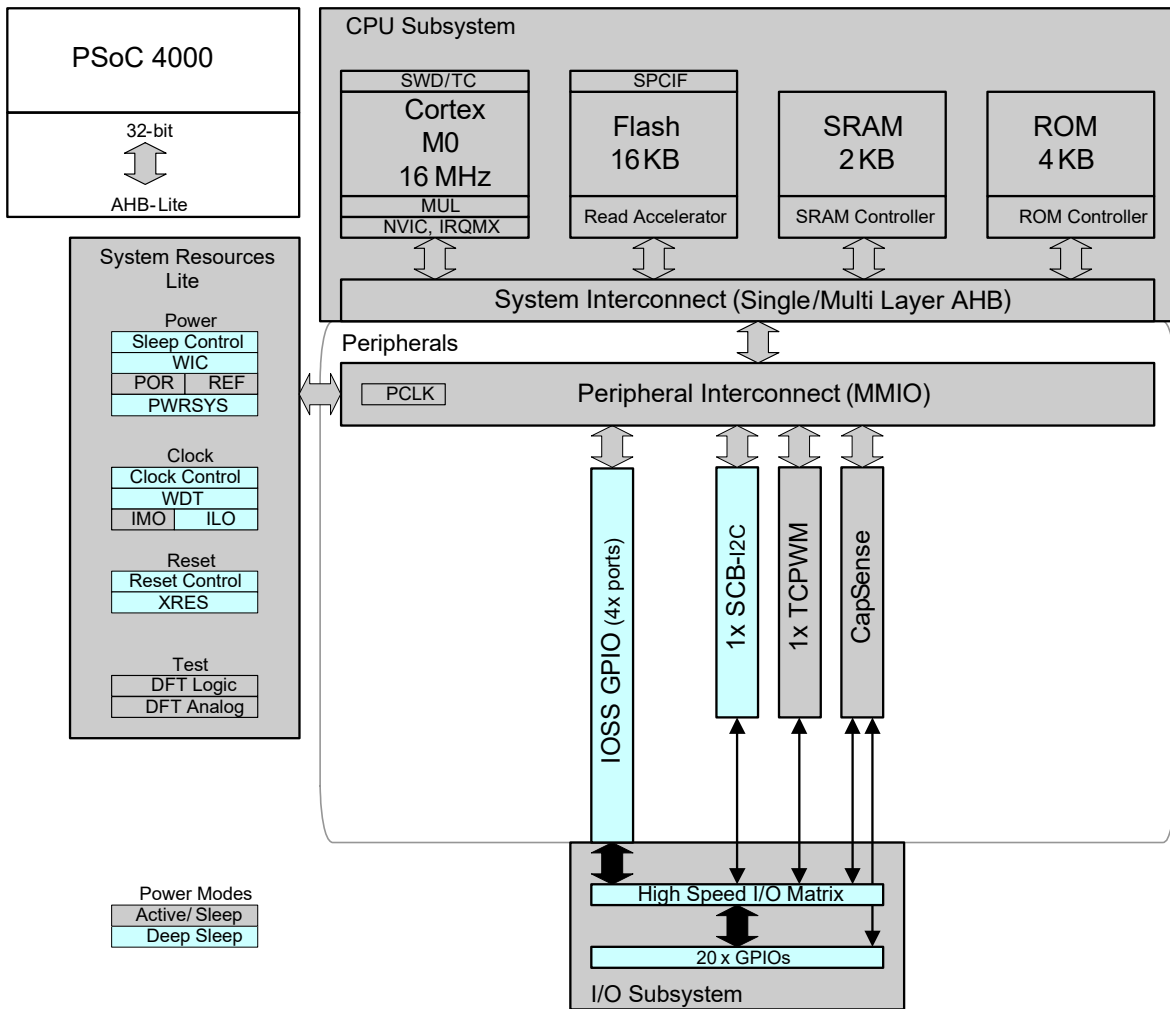 PSoC 4000
32-bit
AHB-Lite
CPU Subsystem
SWD/TC
Cortex
M0
16 MHz
MUL
NVIC, IRQMX
SPCIF
Flash
16 KB
Read Accelerator
SRAM
2 KB
SRAM Controller
ROM
4 KB
ROM Controller
System Interconnect (Single/Multi Layer AHB)
System Resources
Lite
Power
Sleep Control
WIC
POR REF
PWRSYS
Clock
Clock Control
WDT
IMO ILO
Reset
Reset Control
XRES
Test
DFT Logic
DFT Analog
Peripherals
PCLK
Peripheral Interconnect (MMIO)
IOSS GPIO (4x ports)
1x SCB-I2C
1x TCPWM
CapSense
High Speed I/O Matrix
20 x GPIOs
I/O Subsystem
Power Modes
Active/ Sleep
Deep Sleep